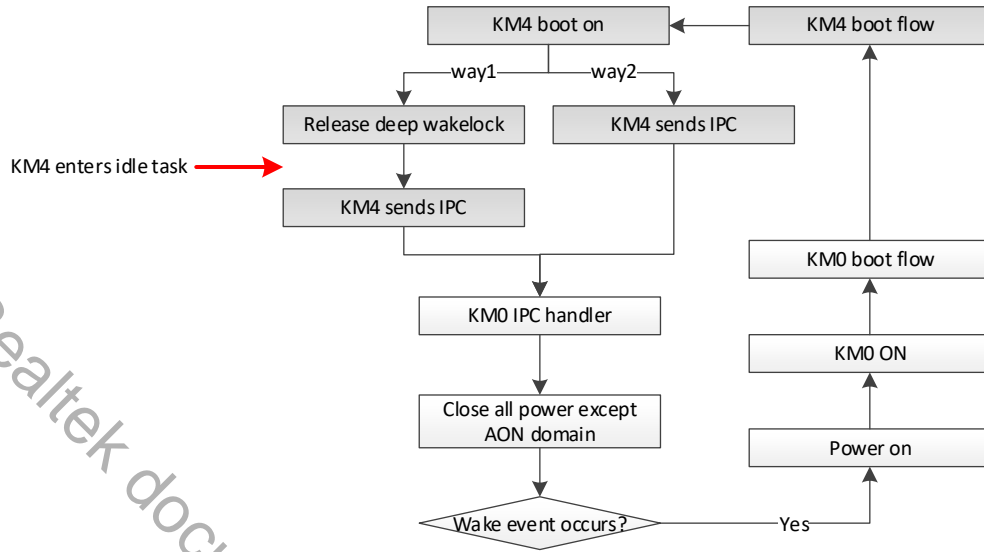 KM4 boot on
KM4 boot flow
way1
way2
Release deep wakelock
KM4 sends IPC
KM4 enters idle task
KM4 sends IPC
KM0 boot flow
KM0 IPC handler
KM0 ON
Close all power except
AON domain
Power on
Wake event occurs?
Yes
Realtek